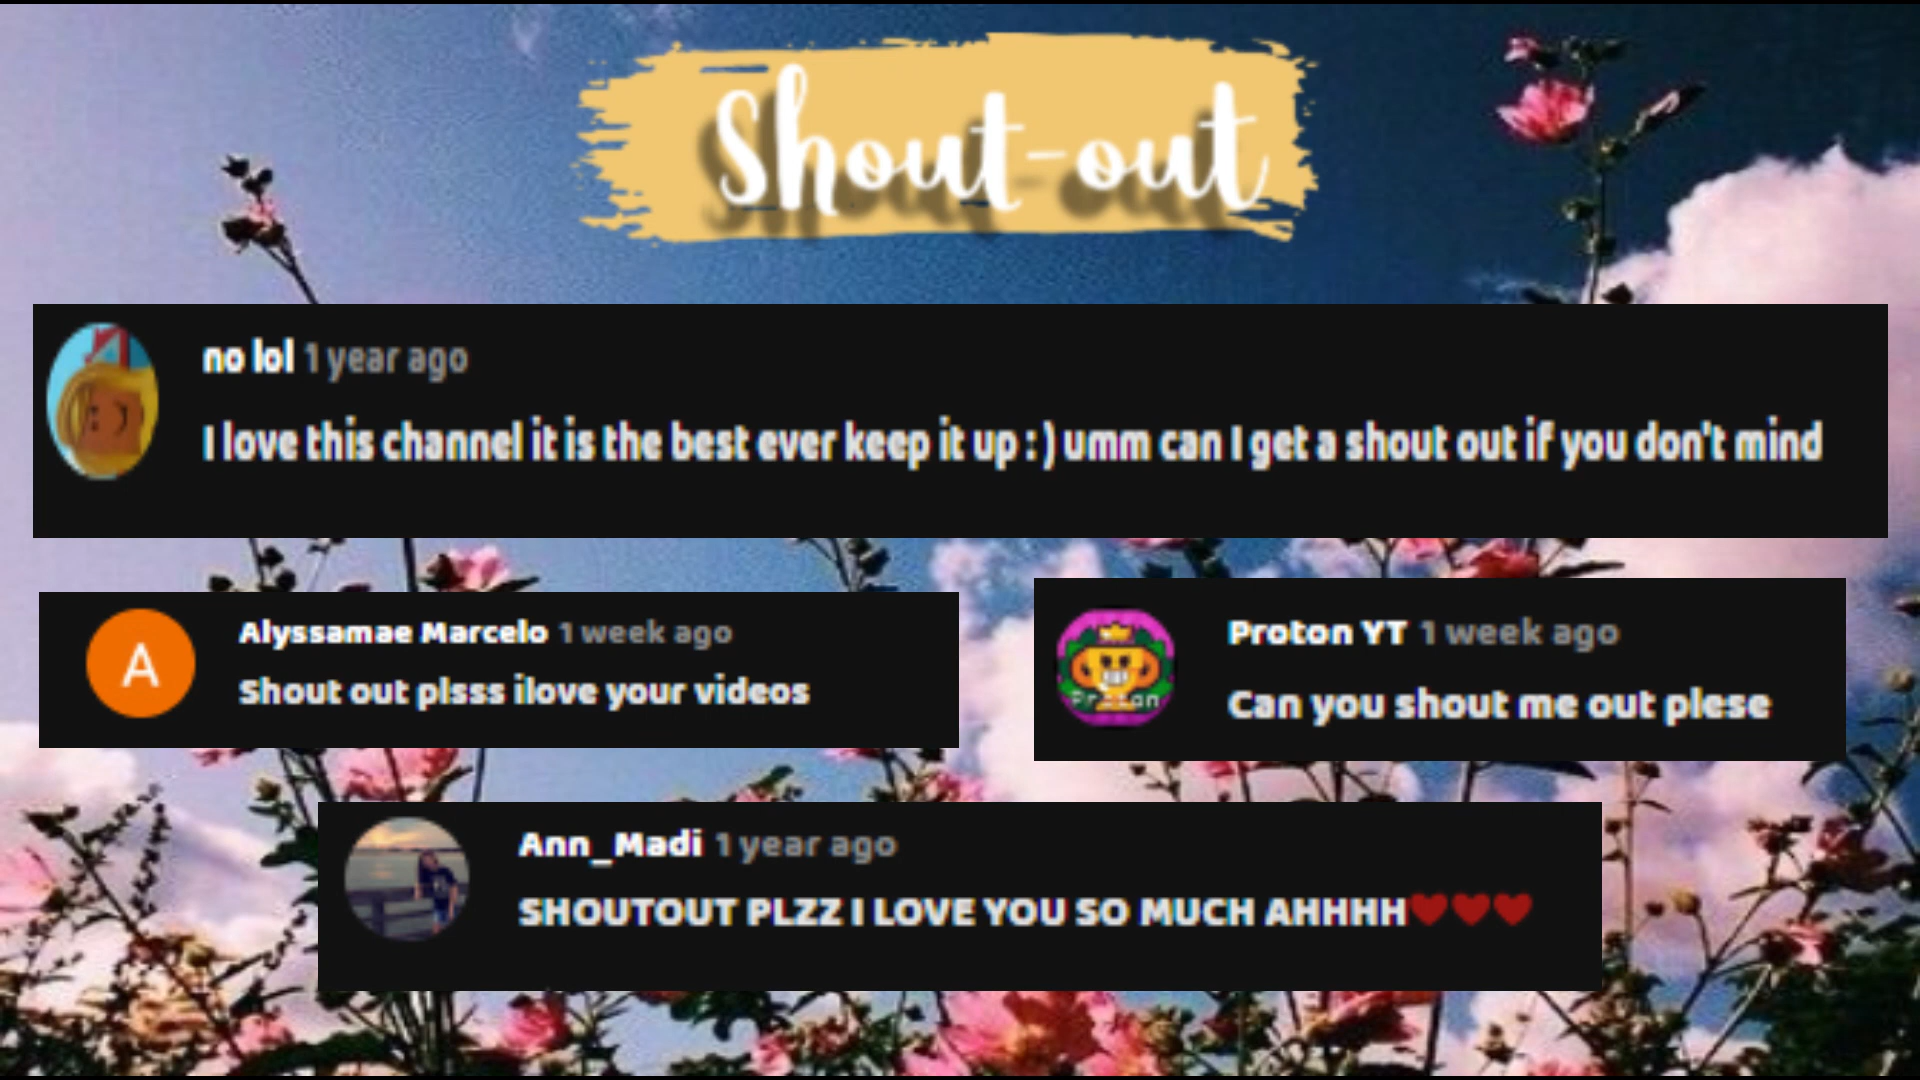 Shout-out
no lol 1 year ago
I love this channel it is the best ever keep it up : ) umm can I get a shout out if you don't mind
A
Alyssamae Marcelo 1 week ago
Shout out plsss ilove your videos
Proton
Proton YT 1 week ago
Can you shout me out plese
Ann_Madi 1 year ago
SHOUTOUT PLZZ I LOVE YOU SO MUCH AHHHH❤❤❤